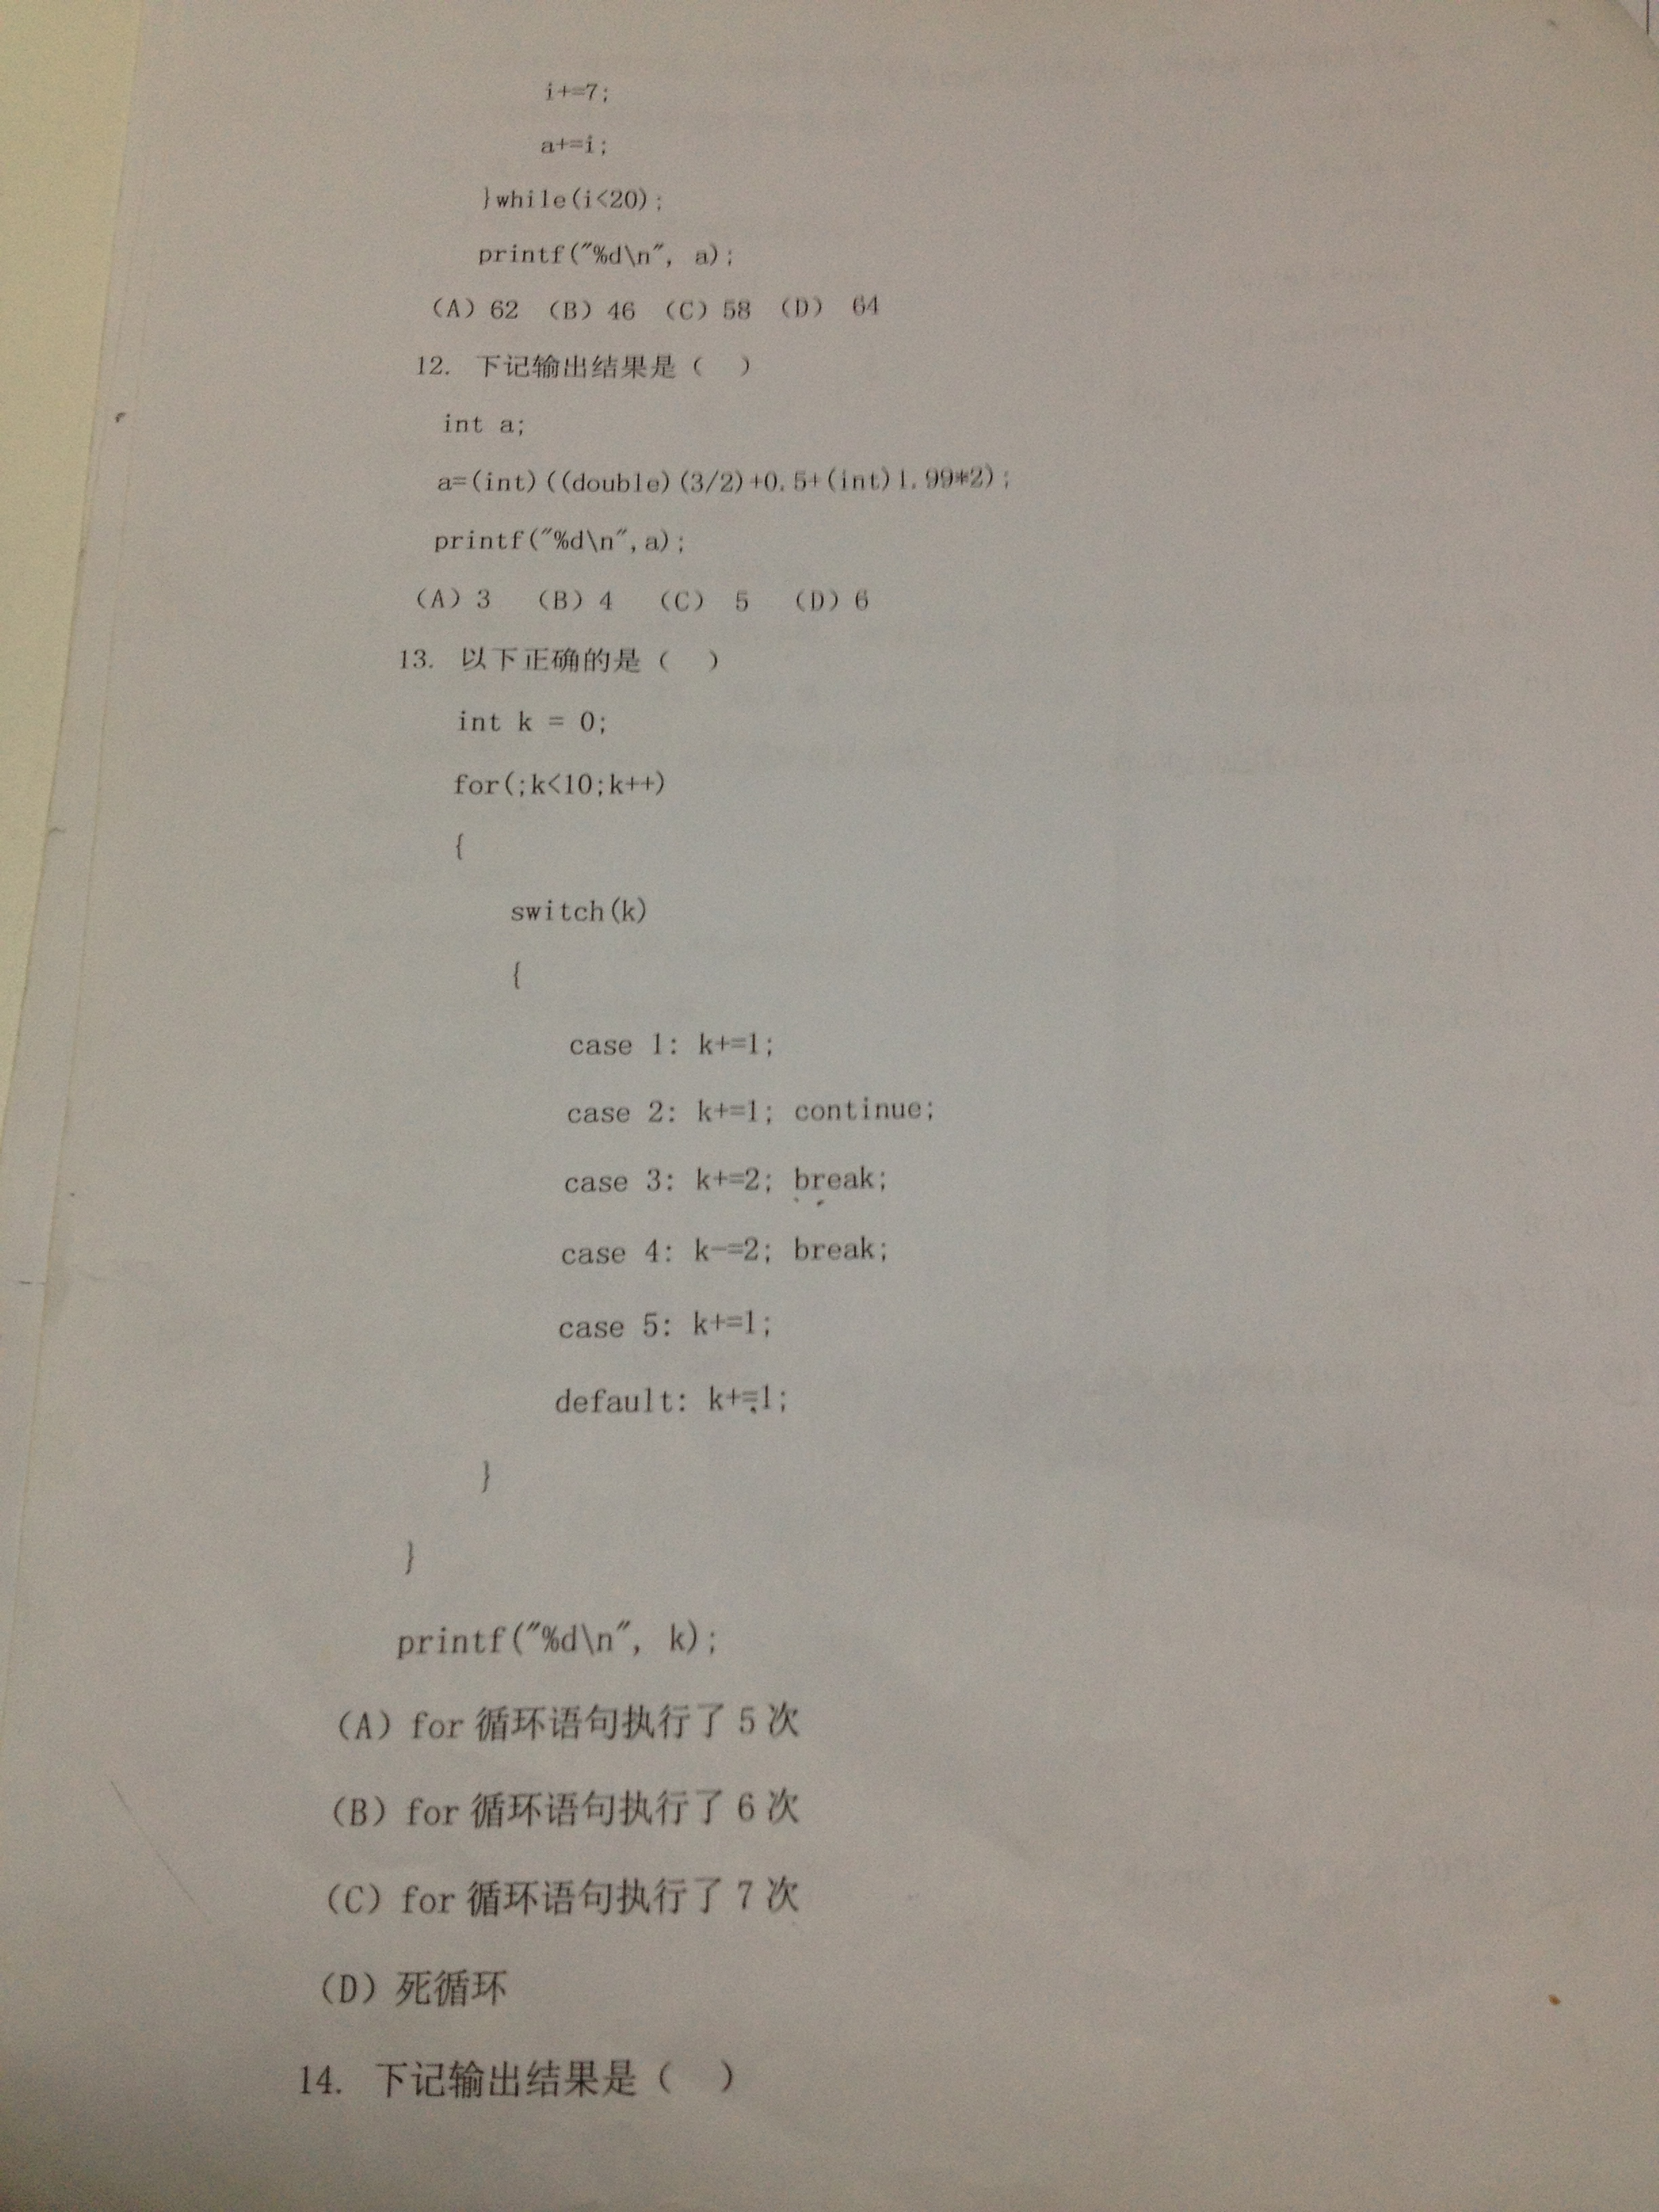 i+=7;
a+=i;
}while(i<20);
printf("%d\n", a);
(A) 62 (B) 46 (C) 58 (D) 64
12. 下记输出结果是（ ）
int a;
a=(int)((double)(3/2)+0.5+(int)1.99*2);
printf("%d\n",a);
(A) 3 (B) 4 (C) 5 (D) 6
13. 以下正确的是（ ）
int k = 0;
for(;k<10;k++)
{
switch(k)
{
case 1: k+=1;
case 2: k+=1; continue;
case 3: k+=2; break;
case 4: k-=2; break;
case 5: k+=1;
default: k+=1;
}
}
printf("%d\n", k);
(A) for 循环语句执行了 5 次
(B) for 循环语句执行了 6 次
(C) for 循环语句执行了 7 次
(D) 死循环
14. 下记输出结果是（ ）